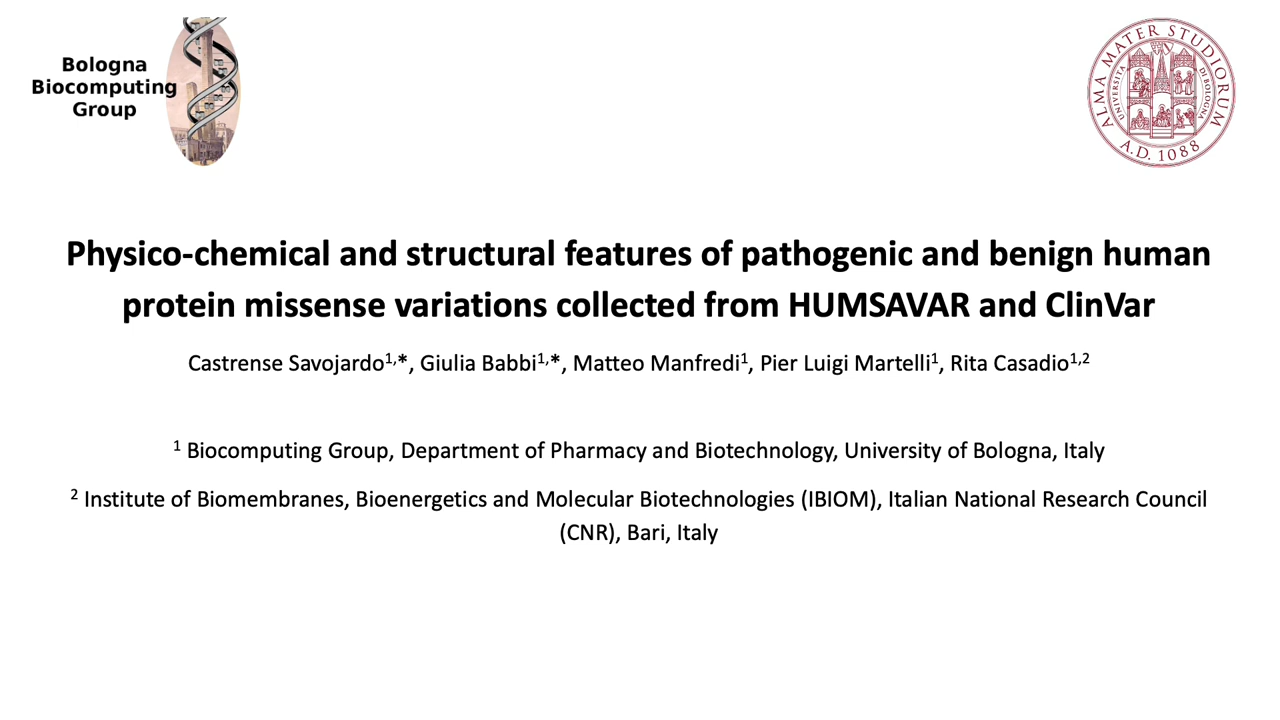 Bologna
Biocomputing
Group
ALMA MATER STUDIORUM
UNIVERSITÀ DI BOLOGNA
A.D. 1088
Physico-chemical and structural features of pathogenic and benign human
protein missense variations collected from HUMSAVAR and ClinVar
Castrense Savojardo¹,*, Giulia Babbi¹,*, Matteo Manfredi¹, Pier Luigi Martelli¹, Rita Casadio¹,²
¹ Biocomputing Group, Department of Pharmacy and Biotechnology, University of Bologna, Italy
² Institute of Biomembranes, Bioenergetics and Molecular Biotechnologies (IBIOM), Italian National Research Council
(CNR), Bari, Italy